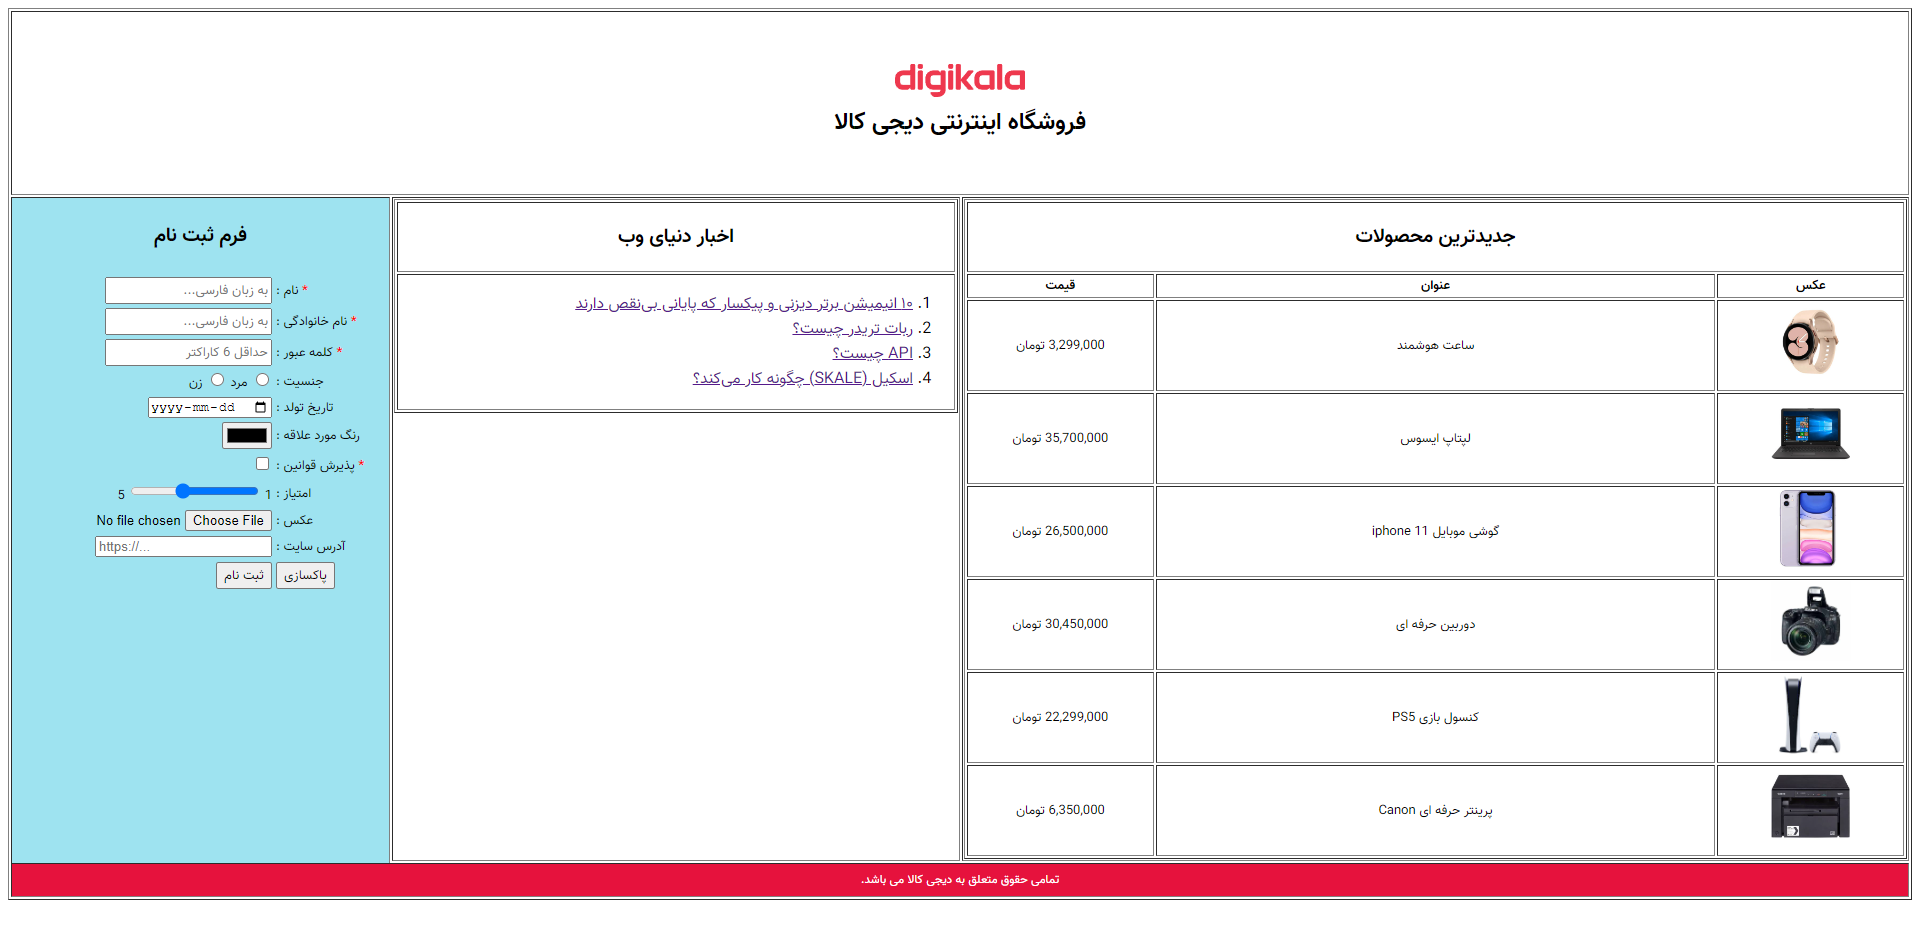 digikala
فروشگاه اینترنتی دیجی کالا
جدیدترین محصولات
عکس عنوان قیمت
ساعت هوشمند 3,299,000 تومان
لپتاپ ایسوس 35,700,000 تومان
گوشی موبایل iphone 11 26,500,000 تومان
دوربین حرفه ای 30,450,000 تومان
کنسول بازی PS5 22,299,000 تومان
پرینتر حرفه ای Canon 6,350,000 تومان
اخبار دنیای وب
1. ۱۰ انیمیشن برتر دیزنی و پیکسار که پایانی بی‌نقص دارند
2. ربات تریدر چیست؟
3. API چیست؟
4. اسکیل (SKALE) چگونه کار می‌کند؟
فرم ثبت نام
* نام : به زبان فارسی...
* نام خانوادگی : به زبان فارسی...
* کلمه عبور : حداقل 6 کاراکتر
جنسیت : مرد زن
تاریخ تولد : yyyy-mm-dd
رنگ مورد علاقه :
* پذیرش قوانین :
امتیاز : 1 5
عکس : Choose File No file chosen
آدرس سایت : https://...
پاکسازی ثبت نام
تمامی حقوق متعلق به دیجی کالا می باشد.